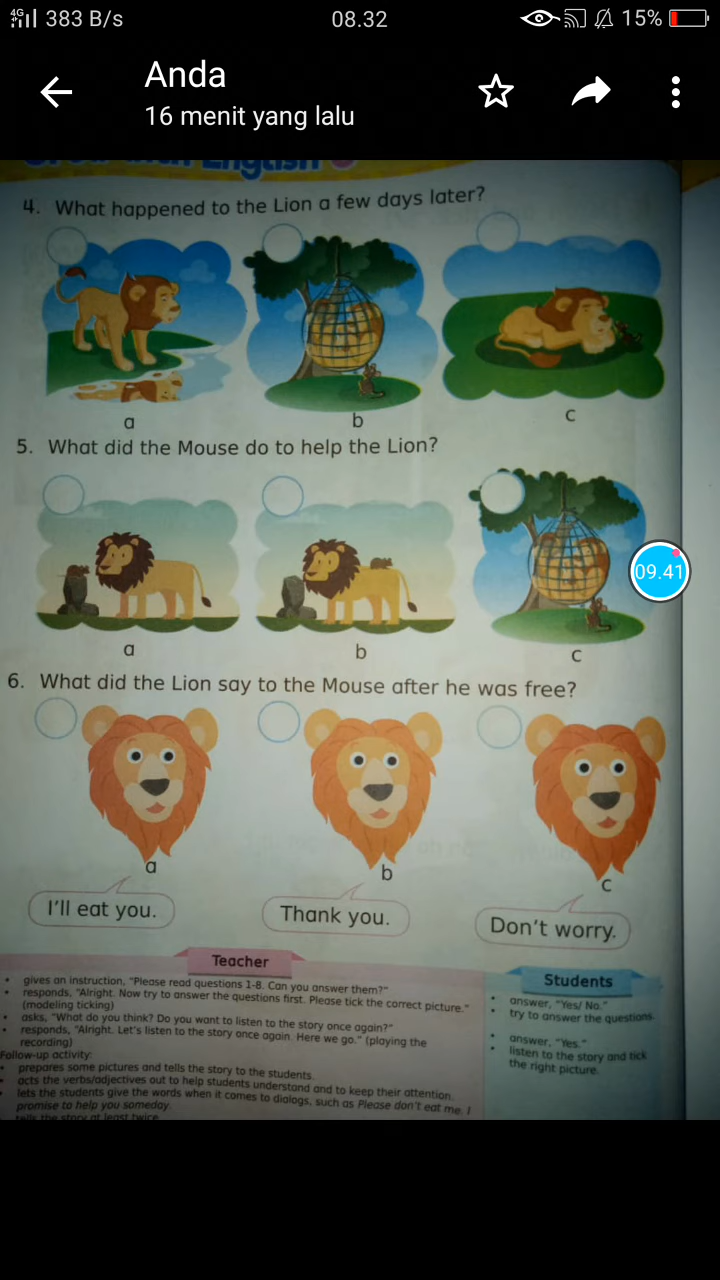 4G 383 B/s 08.32 15%
Anda
16 menit yang lalu
with English
4. What happened to the Lion a few days later?
a b c
5. What did the Mouse do to help the Lion?
09.41
a b c
6. What did the Lion say to the Mouse after he was free?
a b c
I'll eat you. Thank you. Don't worry.
Teacher
• gives an instruction, "Please read questions 1-8. Can you answer them?"
• responds, "Alright. Now try to answer the questions first. Please tick the correct picture."
(modeling ticking)
• asks, "What do you think? Do you want to listen to the story once again?"
• responds, "Alright. Let's listen to the story once again. Here we go." (playing the
recording)
Follow-up activity:
• prepares some pictures and tells the story to the students.
• acts the verbs/adjectives out to help students understand and to keep their attention.
• lets the students give the words when it comes to dialogs, such as Please don't eat me. I
promise to help you someday.
tells the story at least twice
Students
• answer, "Yes/ No."
• try to answer the questions
• answer, "Yes."
• listen to the story and tick
the right picture.